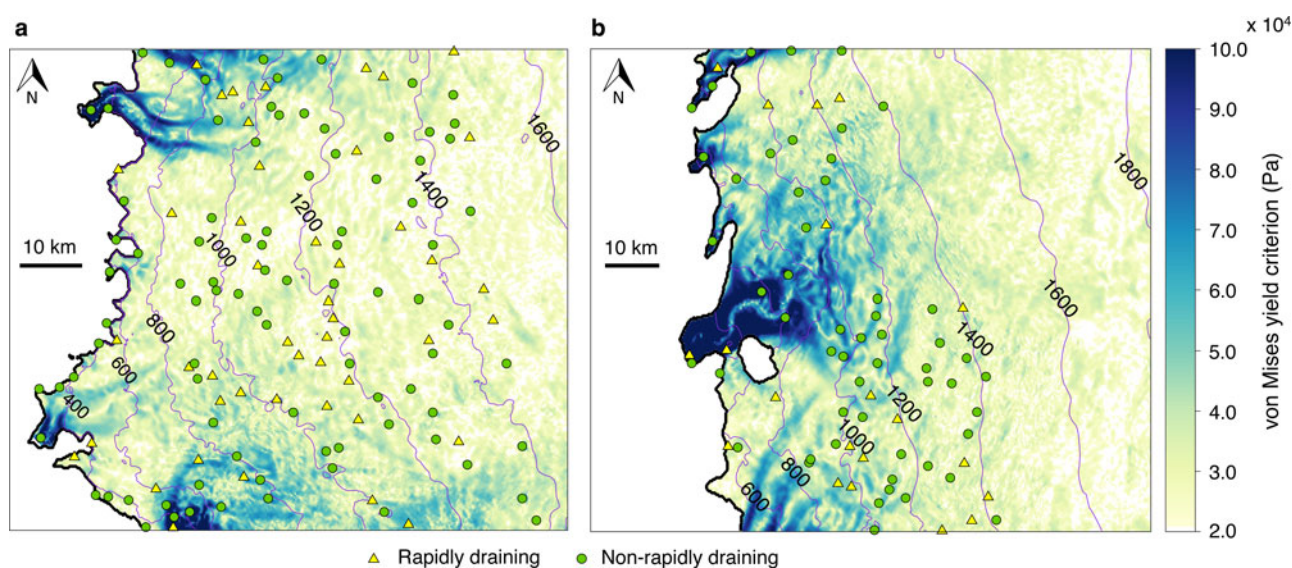 a
b
x 10⁴
N
N
10 km
10 km
400
600
800
1000
1200
1400
1600
600
800
1000
1200
1400
1600
1800
10.0
9.0
8.0
7.0
6.0
5.0
4.0
3.0
2.0
von Mises yield criterion (Pa)
Rapidly draining
Non-rapidly draining